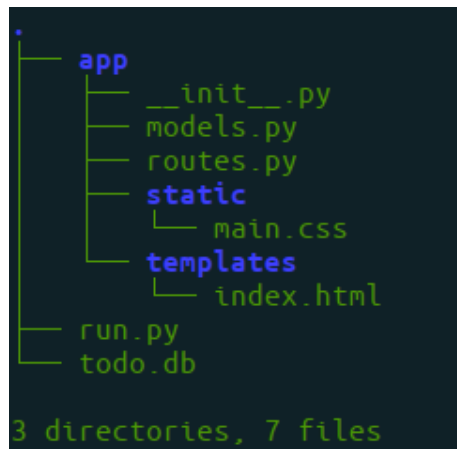 .
├── app
│   ├── __init__.py
│   ├── models.py
│   ├── routes.py
│   ├── static
│   │   └── main.css
│   └── templates
│       └── index.html
├── run.py
└── todo.db

3 directories, 7 files